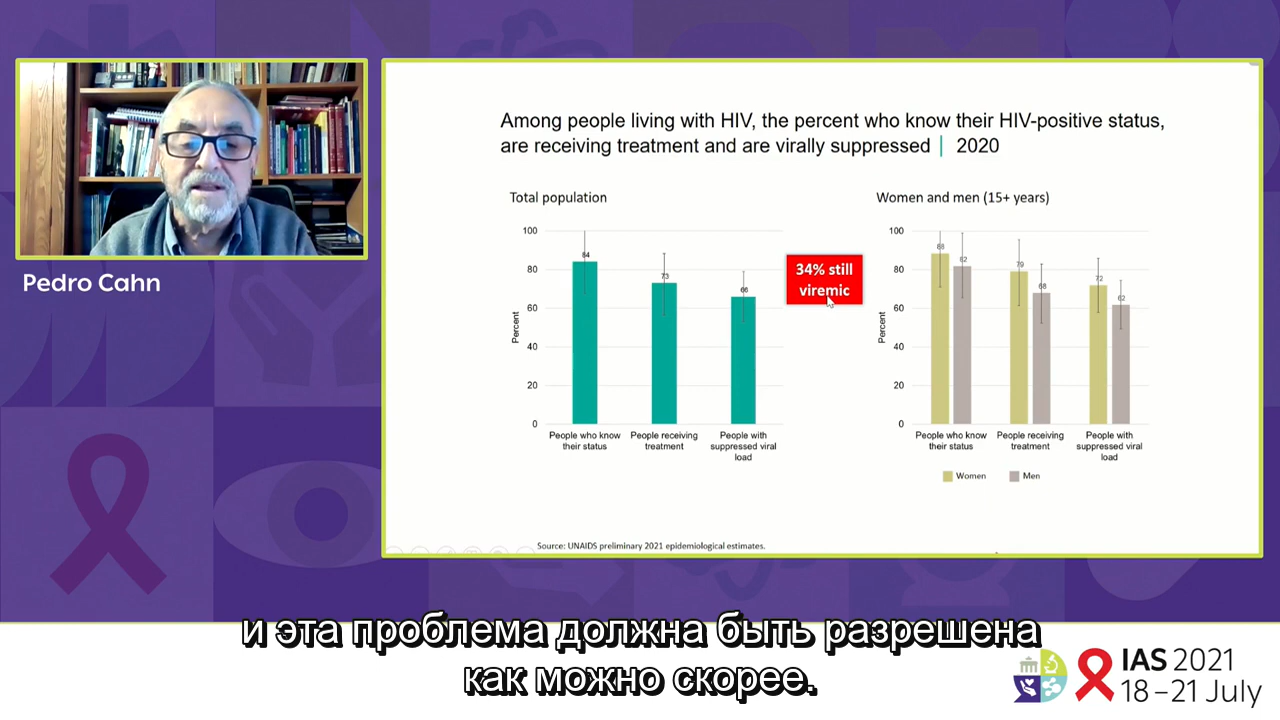 Pedro Cahn
Among people living with HIV, the percent who know their HIV-positive status,
are receiving treatment and are virally suppressed | 2020
Total population
100
80
60
40
20
0
Percent
84
73
66
People who know
their status
People receiving
treatment
People with
suppressed viral
load
34% still
viremic
Women and men (15+ years)
100
80
60
40
20
0
Percent
88
82
79
68
72
62
People who know
their status
People receiving
treatment
People with
suppressed viral
load
Women
Men
Source: UNAIDS preliminary 2021 epidemiological estimates.
и эта проблема должна быть разрешена
как можно скорее.
IAS 2021
18 – 21 July